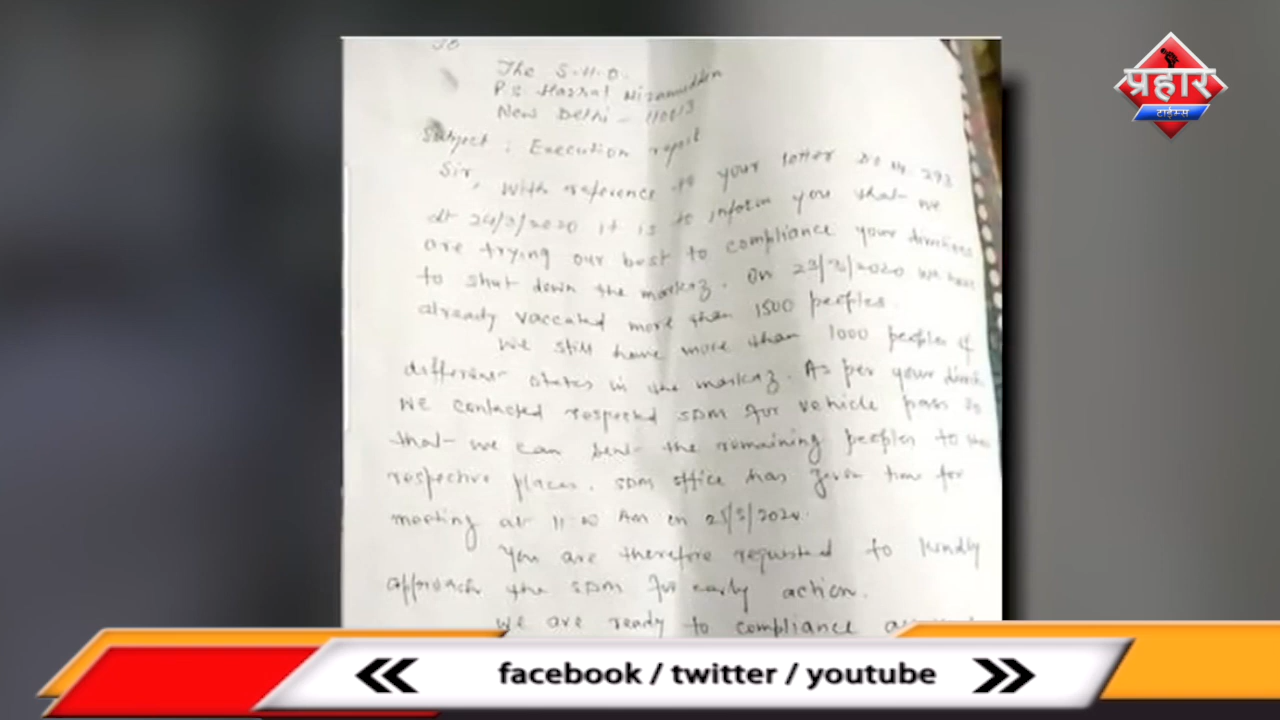 To
The S.H.O.
P.S. Hazrat Nizamuddin
New Delhi - 110013
Subject : Execution report
Sir,
With reference to your letter DO No. 293
dt 24/3/2020 it is to inform you that we
are trying our best to compliance your directions
to shut down the markaz. On 23/3/2020 we have
already vaccated more than 1500 peoples.
We still have more than 1000 peoples of
different states in the markaz. As per your
we contacted respected SDM for vehicle pass so
that we can sent the remaining peoples to
respective places. SDM office has given time for
meeting at 11.00 AM on 25/3/2020.
You are therefore requested to kindly
approach the SDM for early action.
We are ready to compliance
प्रहार
टाईम्स
facebook / twitter / youtube